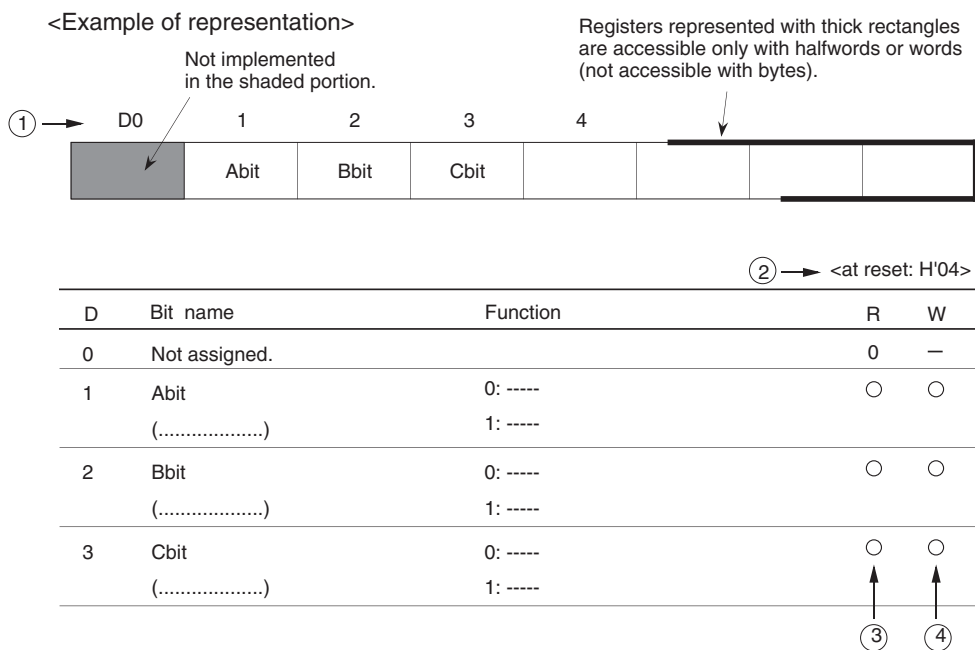 <Example of representation>
Registers represented with thick rectangles
are accessible only with halfwords or words
(not accessible with bytes).
Not implemented
in the shaded portion.
1 D0 1 2 3 4
Abit Bbit Cbit
2 <at reset: H'04>
D Bit name Function R W
0 Not assigned. 0 –
1 Abit 0: ----- ○ ○
(...................) 1: -----
2 Bbit 0: ----- ○ ○
(...................) 1: -----
3 Cbit 0: ----- ○ ○
(...................) 1: -----
3 4